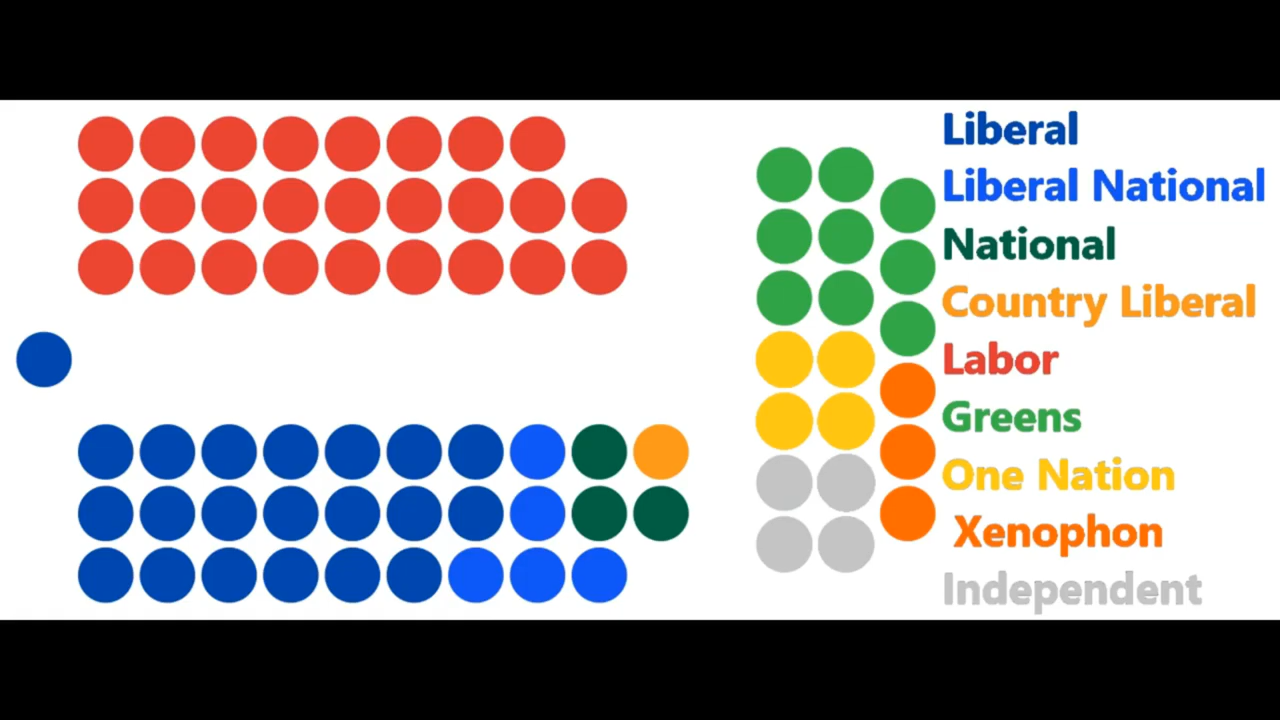 Liberal
Liberal National
National
Country Liberal
Labor
Greens
One Nation
Xenophon
Independent